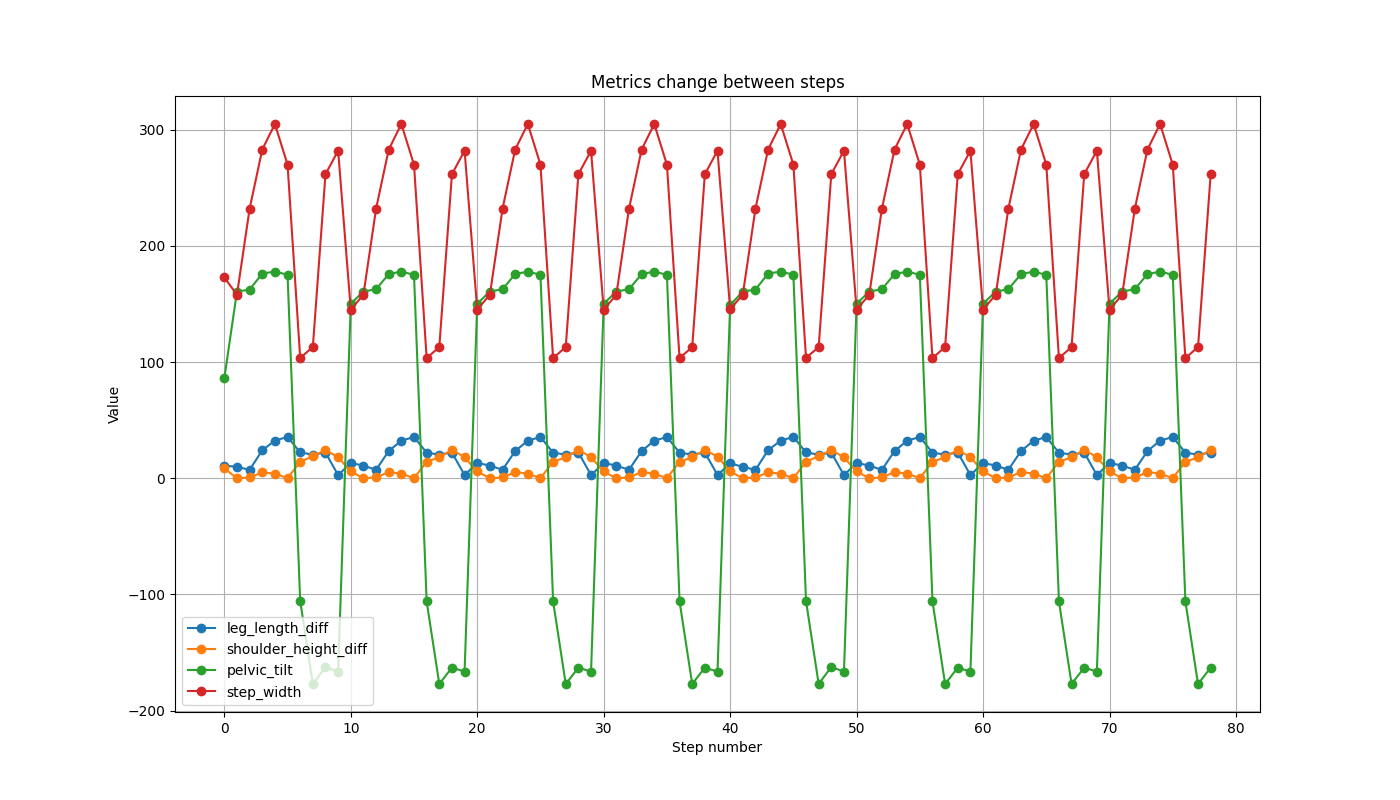 Metrics change between steps
300
200
100
0
−100
−200
Value
leg_length_diff
shoulder_height_diff
pelvic_tilt
step_width
0 10 20 30 40 50 60 70 80
Step number